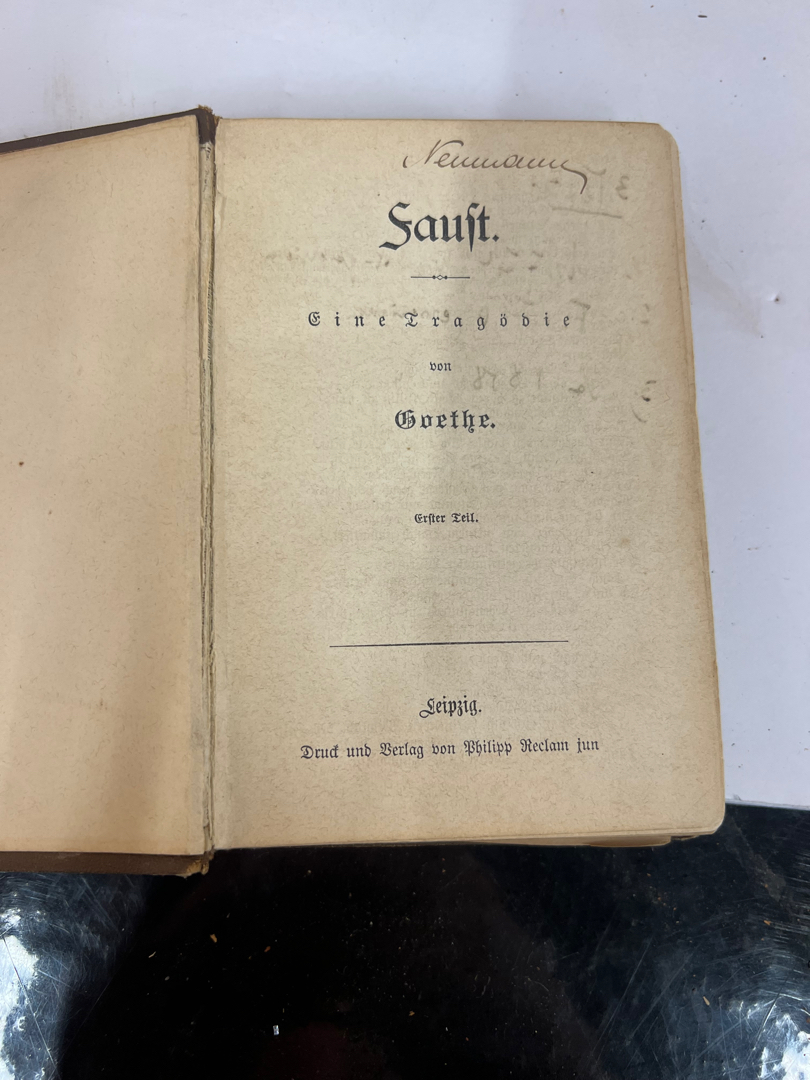 Neumann
Faust.
Eine Tragödie
von
Goethe.
Erster Teil.
Leipzig.
Druck und Verlag von Philipp Reclam jun